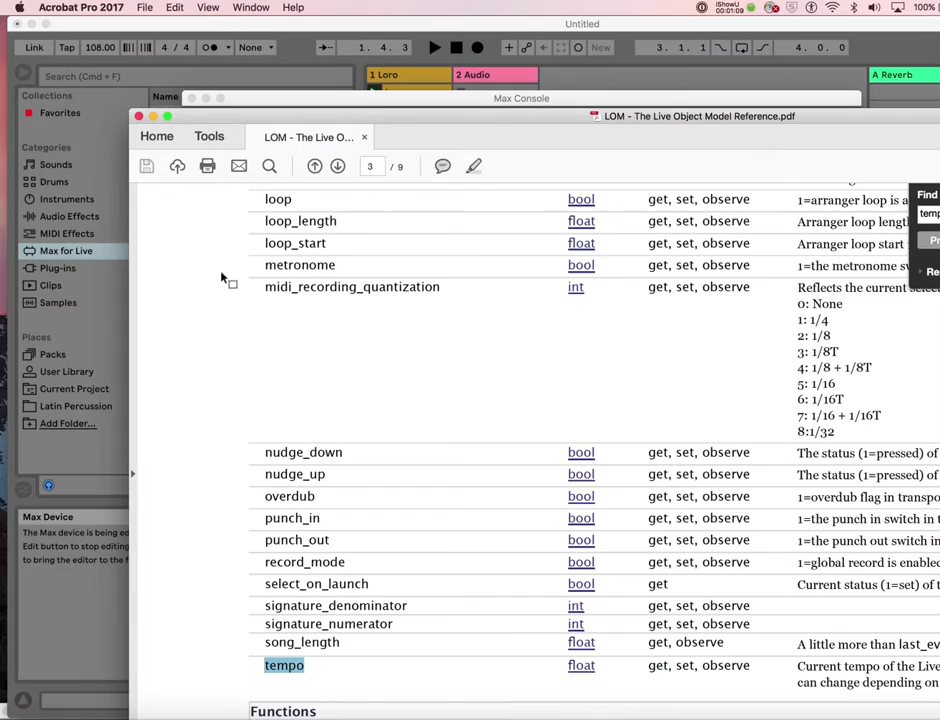 Acrobat Pro 2017 File Edit View Window Help iShowU 00:01:09 100%
Untitled
Link Tap 108.00 4 / 4 None 1. 4. 3 New 3. 1. 1 4. 0. 0
Search (Cmd + F) 1 Loro 2 Audio A Reverb
Collections Name Max Console
Favorites
LOM - The Live Object Model Reference.pdf
Home Tools LOM - The Live O... ×
3 / 9
Categories
Sounds
Drums
Instruments
Audio Effects
MIDI Effects
Max for Live
Plug-ins
Clips
Samples
Places
Packs
User Library
Current Project
Latin Percussion
Add Folder...
Max Device
The Max device is being ed
Edit button to stop editing
to bring the editor to the f
loop bool get, set, observe 1=arranger loop is a
loop_length float get, set, observe Arranger loop lengt
loop_start float get, set, observe Arranger loop start
metronome bool get, set, observe 1=the metronome sw
midi_recording_quantization int get, set, observe Reflects the current selec
0: None
1: 1/4
2: 1/8
3: 1/8T
4: 1/8 + 1/8T
5: 1/16
6: 1/16T
7: 1/16 + 1/16T
8:1/32
nudge_down bool get, set, observe The status (1=pressed) of
nudge_up bool get, set, observe The status (1=pressed) of
overdub bool get, set, observe 1=overdub flag in transpo
punch_in bool get, set, observe 1=the punch in switch in t
punch_out bool get, set, observe 1=the punch out switch in
record_mode bool get, set, observe 1=global record is enabled
select_on_launch bool get Current status (1=set) of t
signature_denominator int get, set, observe
signature_numerator int get, set, observe
song_length float get, observe A little more than last_ev
tempo float get, set, observe Current tempo of the Live
can change depending on
Functions
Find
temp
Pr
Re